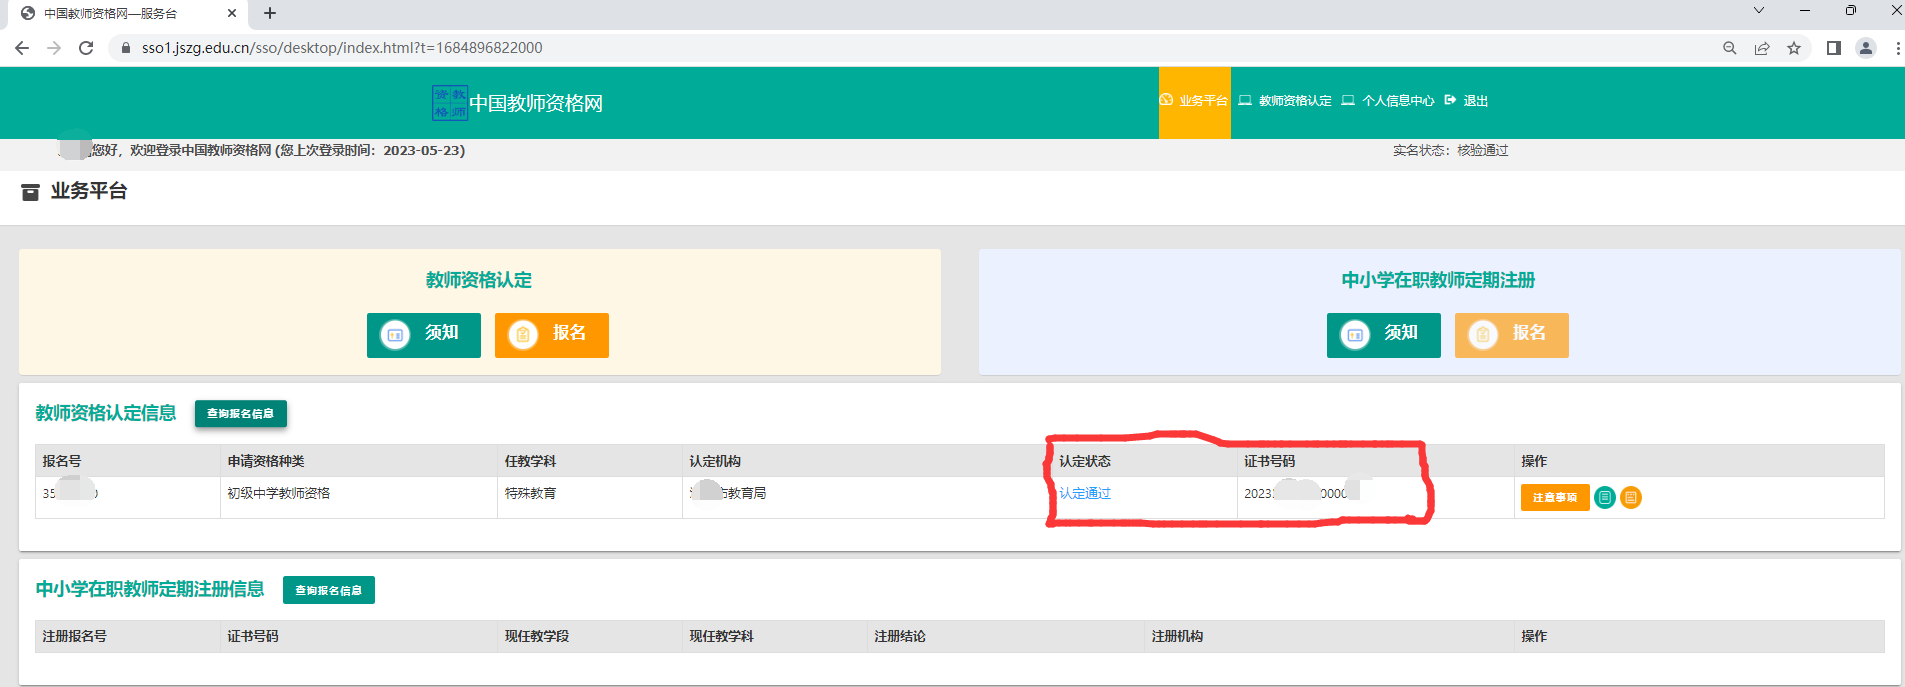 中国教师资格网—服务台
sso1.jszg.edu.cn/sso/desktop/index.html?t=1684896822000
资教
格师
中国教师资格网
业务平台 教师资格认定 个人信息中心 退出
您好，欢迎登录中国教师资格网 (您上次登录时间：2023-05-23)
实名状态：核验通过
业务平台
教师资格认定
须知 报名
中小学在职教师定期注册
须知 报名
教师资格认定信息 查询报名信息
报名号 申请资格种类 任教学科 认定机构 认定状态 证书号码 操作
35 初级中学教师资格 特殊教育 教育局 认定通过 2023 0000 注意事项
中小学在职教师定期注册信息 查询报名信息
注册报名号 证书号码 现任教学段 现任教学科 注册结论 注册机构 操作